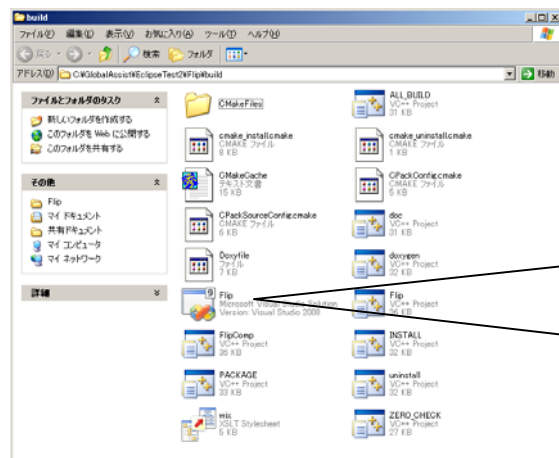 build
ファイル(F) 編集(E) 表示(V) お気に入り(A) ツール(T) ヘルプ(H)
戻る 検索 フォルダ
アドレス(D) C:¥GlobalAssist¥EclipseTest2¥Flip¥build 移動
ファイルとフォルダのタスク
新しいフォルダを作成する
このフォルダを Web に公開する
このフォルダを共有する
その他
Flip
マイ ドキュメント
共有ドキュメント
マイ コンピュータ
マイ ネットワーク
詳細
CMakeFiles
ALL_BUILD
VC++ Project
31 KB
cmake_install.cmake
CMAKE ファイル
8 KB
cmake_uninstall.cmake
CMAKE ファイル
1 KB
CMakeCache
テキスト文書
15 KB
CPackConfig.cmake
CMAKE ファイル
5 KB
CPackSourceConfig.cmake
CMAKE ファイル
6 KB
doc
VC++ Project
31 KB
Doxyfile
ファイル
7 KB
doxygen
VC++ Project
32 KB
Flip
Microsoft Visual Studio Solution
Version: Visual Studio 2008
Flip
VC++ Project
36 KB
FlipComp
VC++ Project
36 KB
INSTALL
VC++ Project
32 KB
PACKAGE
VC++ Project
33 KB
uninstall
VC++ Project
32 KB
mix
XSLT Stylesheet
5 KB
ZERO_CHECK
VC++ Project
27 KB